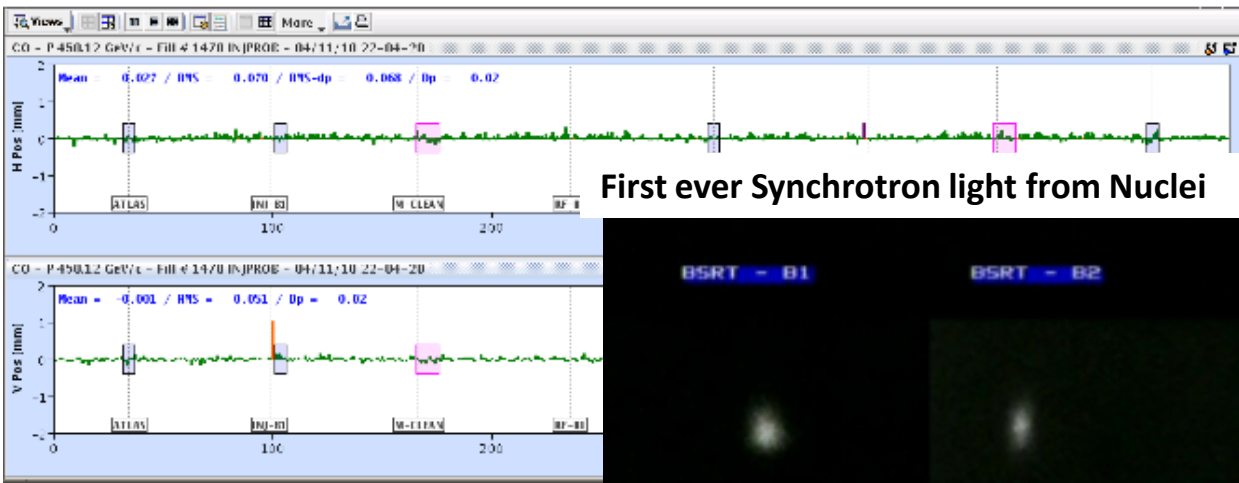 Views More
CO - P 450.12 GeV/c - Fill # 1470 INJPROB - 04/11/10 22-04-20
2
Mean = 0.027 / RMS = 0.070 / RMS-dp = 0.068 / Dp = 0.02
1
H Pos [mm]
0
-1
ATLAS INJ-B1 M-CLEAN
-2
0 100 200
First ever Synchrotron light from Nuclei
CO - P 450.12 GeV/c - Fill # 1470 INJPROB - 04/11/10 22-04-20
BSRT - B1 BSRT - B2
2
Mean = -0.001 / RMS = 0.051 / Dp = 0.02
1
V Pos [mm]
0
-1
ATLAS INJ-B1 M-CLEAN
-2
0 100 200